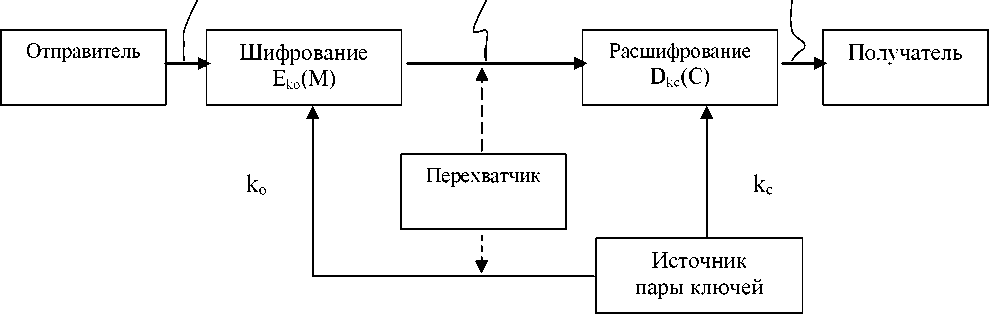 Отправитель
Шифрование
Eko(M)
Расшифрование
Dkc(C)
Получатель
Перехватчик
ko
kc
Источник
пары ключей